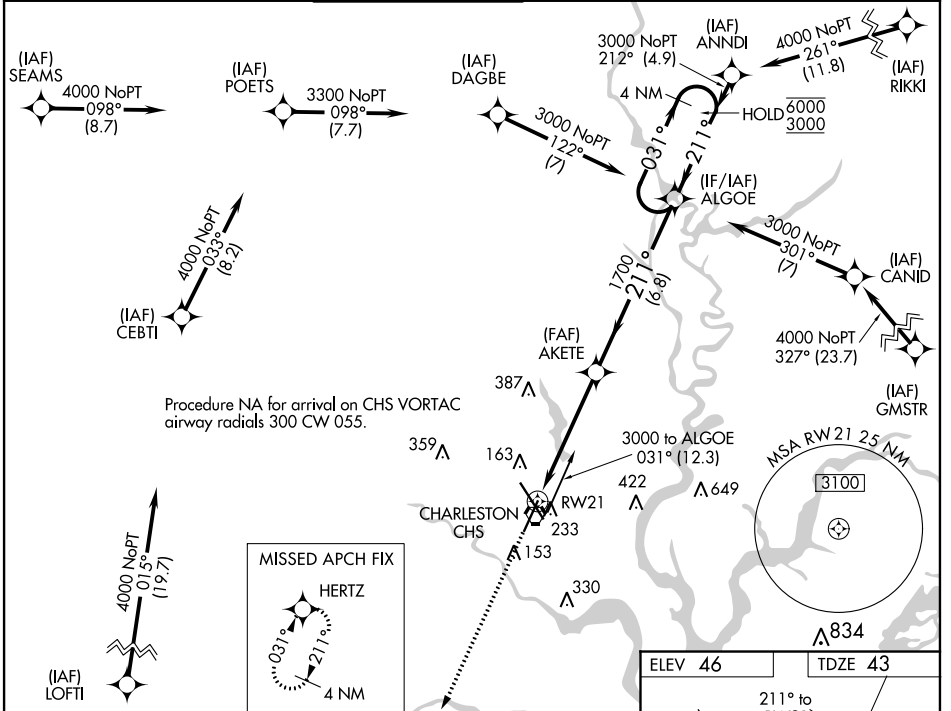 (IAF)
SEAMS
4000 NoPT
098°
(8.7)
(IAF)
POETS
3300 NoPT
098°
(7.7)
(IAF)
DAGBE
3000 NoPT
122°
(7)
3000 NoPT
212° (4.9)
(IAF)
ANNDI
4000 NoPT
261°
(11.8)
(IAF)
RIKKI
4 NM
HOLD 6000
3000
031°
211°
(IF/IAF)
ALGOE
3000 NoPT
301°
(7)
(IAF)
CANID
4000 NoPT
327° (23.7)
(IAF)
GMSTR
4000 NoPT
033°
(8.2)
(IAF)
CEBTI
1700
211°
(6.8)
(FAF)
AKETE
387
Procedure NA for arrival on CHS VORTAC
airway radials 300 CW 055.
359
163
3000 to ALGOE
031° (12.3)
422
649
CHARLESTON
CHS
RW21
233
153
330
MSA RW 21 25 NM
3100
834
4000 NoPT
015°
(19.7)
(IAF)
LOFTI
MISSED APCH FIX
HERTZ
031°
211°
4 NM
ELEV 46
TDZE 43
211° to